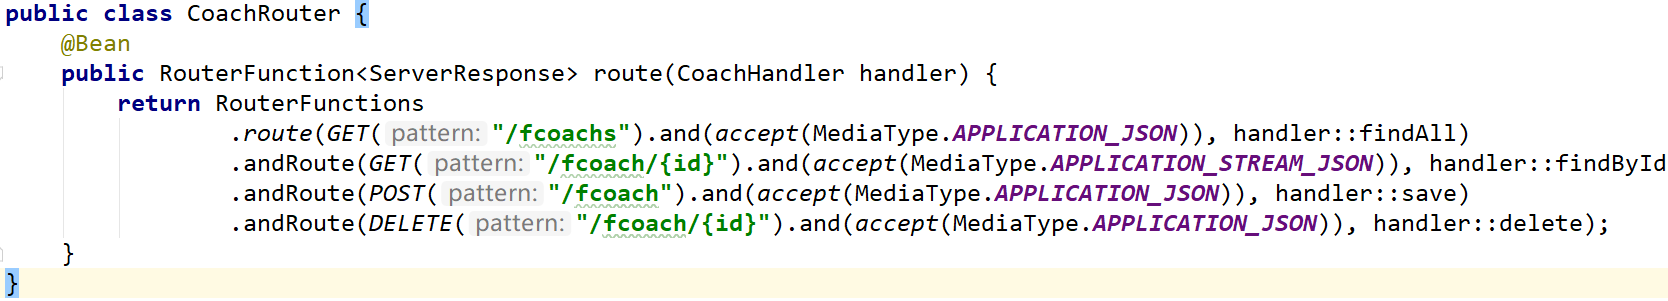 public class CoachRouter {
@Bean
public RouterFunction<ServerResponse> route(CoachHandler handler) {
return RouterFunctions
.route(GET( pattern: "/fcoachs").and(accept(MediaType.APPLICATION_JSON)), handler::findAll)
.andRoute(GET( pattern: "/fcoach/{id}").and(accept(MediaType.APPLICATION_STREAM_JSON)), handler::findById
.andRoute(POST( pattern: "/fcoach").and(accept(MediaType.APPLICATION_JSON)), handler::save)
.andRoute(DELETE( pattern: "/fcoach/{id}").and(accept(MediaType.APPLICATION_JSON)), handler::delete);
}
}